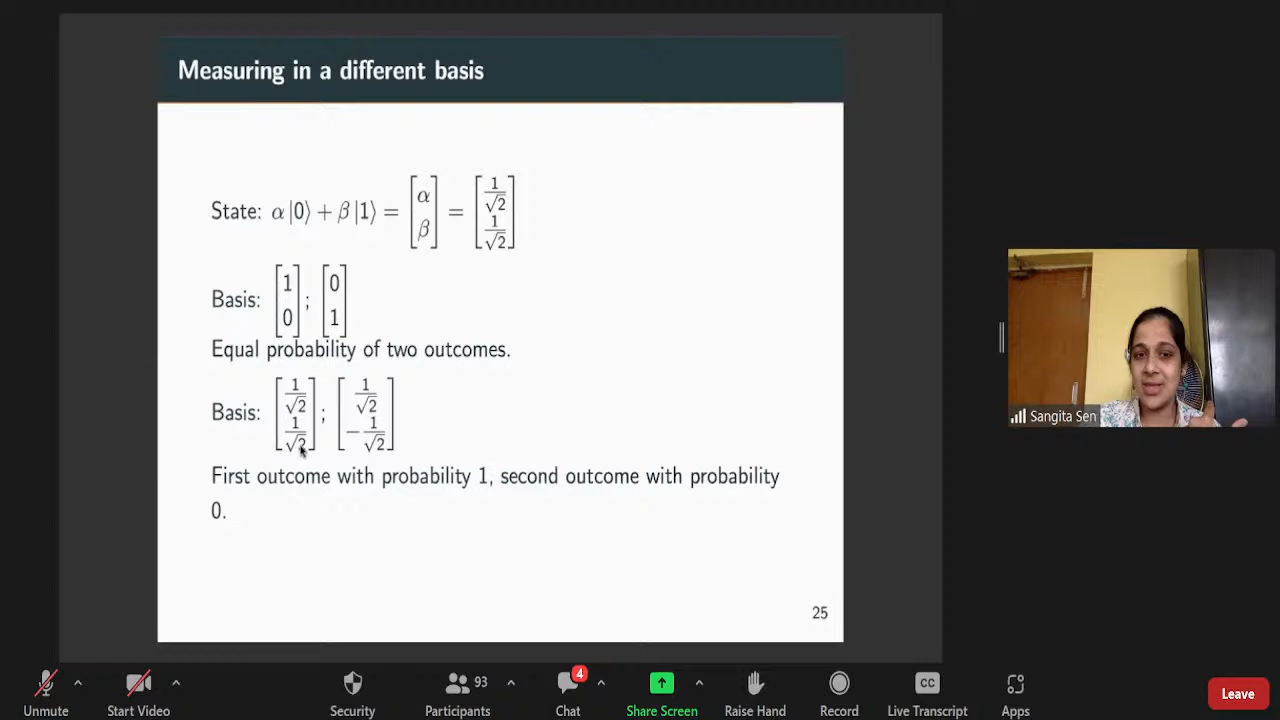 Measuring in a different basis
State: α|0⟩ + β|1⟩ = [α β] = [1/√2 1/√2]
Basis: [1 0] ; [0 1]
Equal probability of two outcomes.
Basis: [1/√2 1/√2] ; [1/√2 −1/√2]
First outcome with probability 1, second outcome with probability
0.
25
Sangita Sen
Unmute
Start Video
Security
93
Participants
4
Chat
Share Screen
Raise Hand
Record
CC
Live Transcript
Apps
Leave